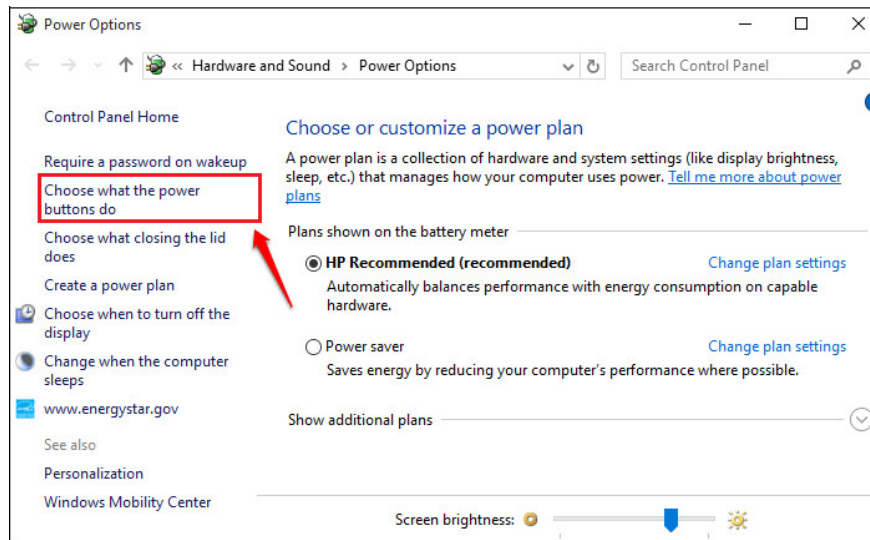 Power Options
« Hardware and Sound > Power Options
Search Control Panel
Control Panel Home
Require a password on wakeup
Choose what the power
buttons do
Choose what closing the lid
does
Create a power plan
Choose when to turn off the
display
Change when the computer
sleeps
www.energystar.gov
See also
Personalization
Windows Mobility Center
Choose or customize a power plan
A power plan is a collection of hardware and system settings (like display brightness,
sleep, etc.) that manages how your computer uses power. Tell me more about power
plans
Plans shown on the battery meter
HP Recommended (recommended)
Change plan settings
Automatically balances performance with energy consumption on capable
hardware.
Power saver
Change plan settings
Saves energy by reducing your computer's performance where possible.
Show additional plans
Screen brightness: